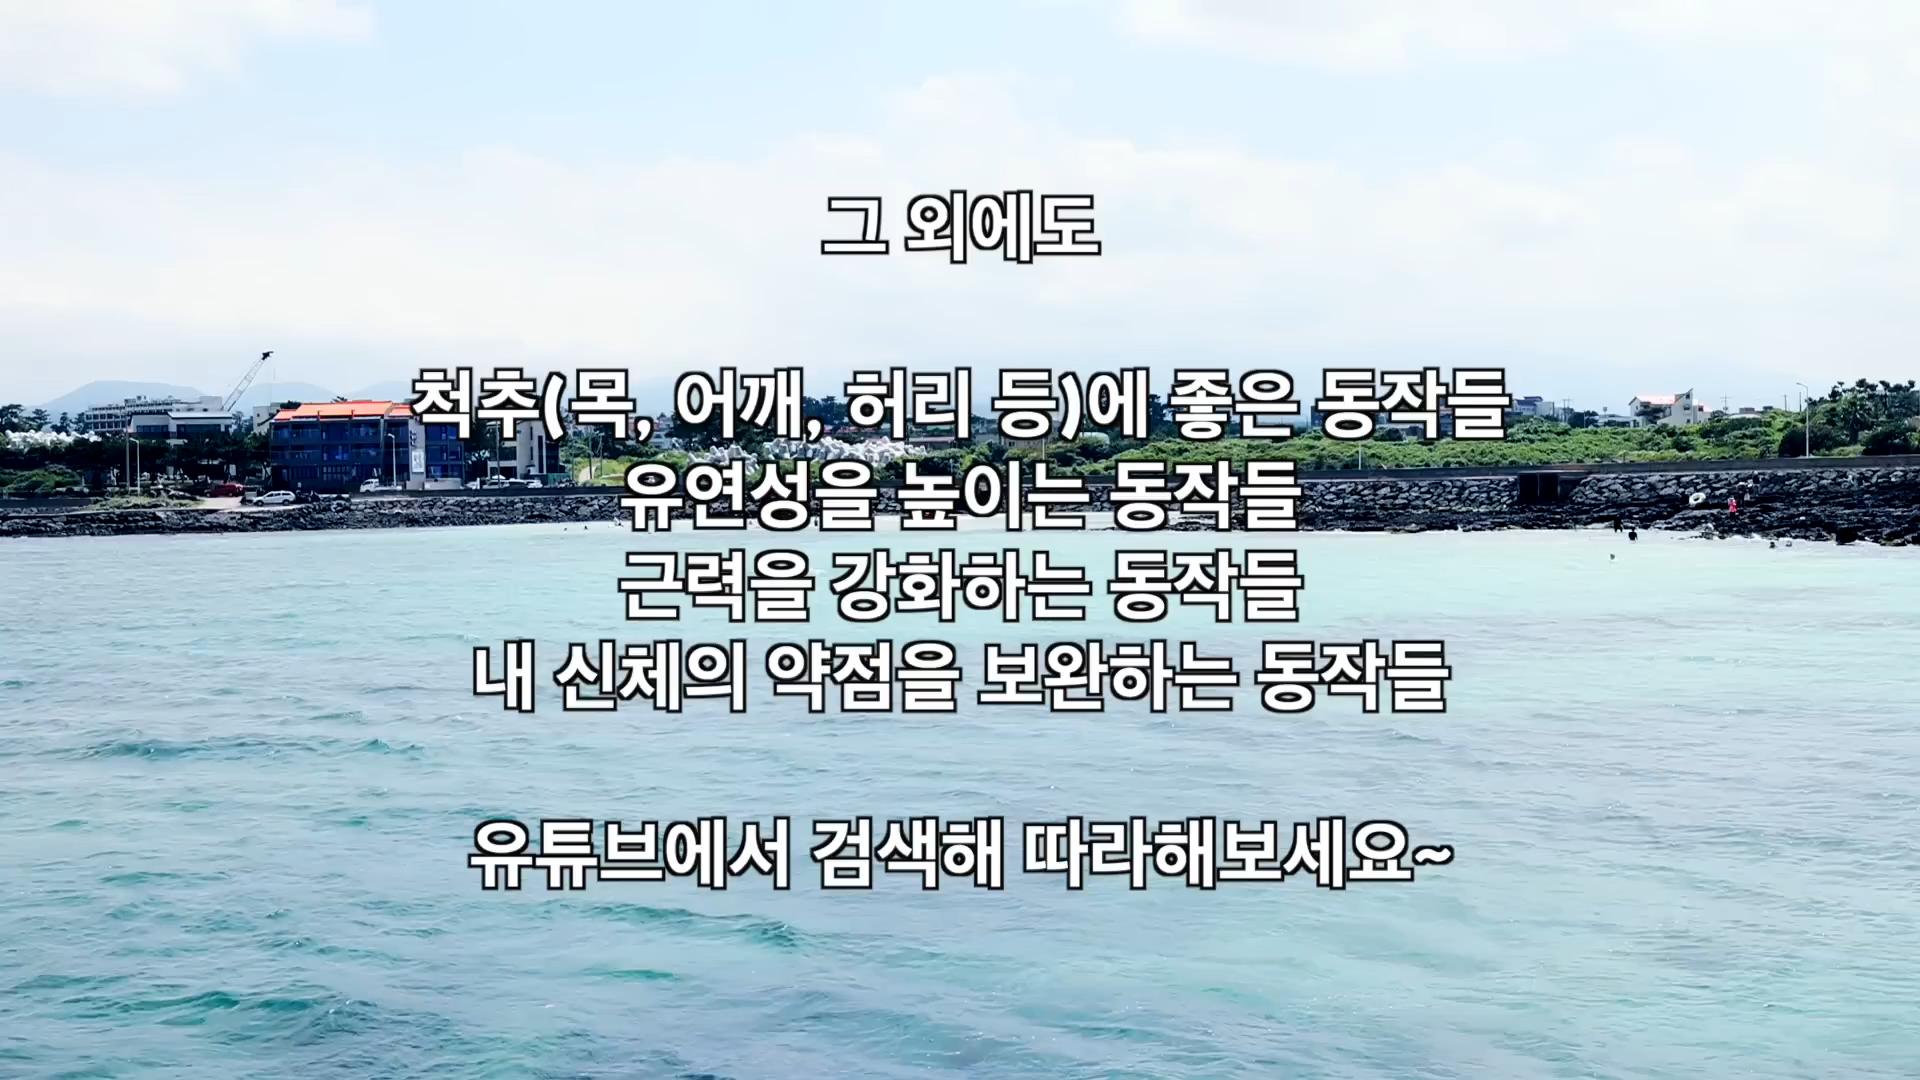 그 외에도
척추(목, 어깨, 허리 등)에 좋은 동작들
유연성을 높이는 동작들
근력을 강화하는 동작들
내 신체의 약점을 보완하는 동작들
유튜브에서 검색해 따라해보세요~